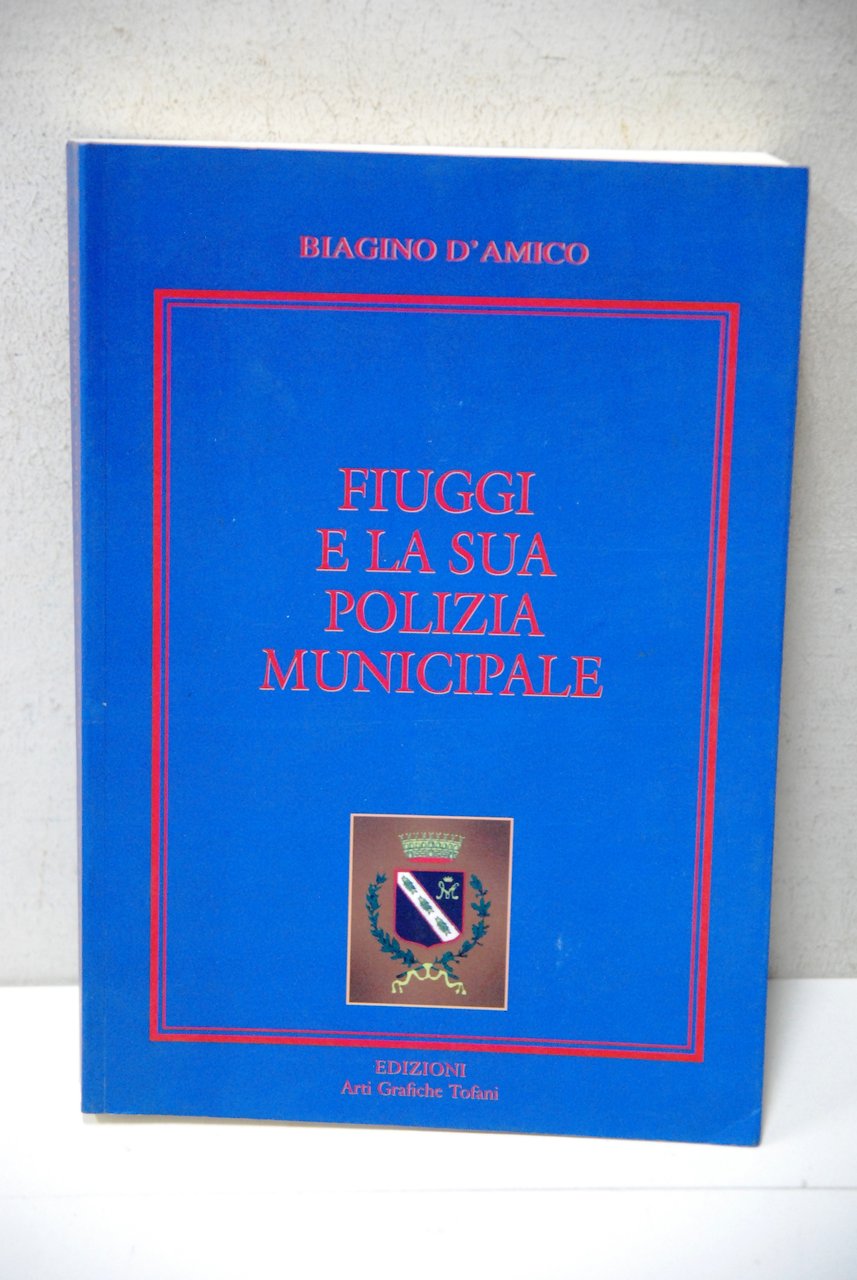 BIAGINO D'AMICO
FIUGGI
E LA SUA
POLIZIA
MUNICIPALE
M
EDIZIONI
Arti Grafiche Tofani